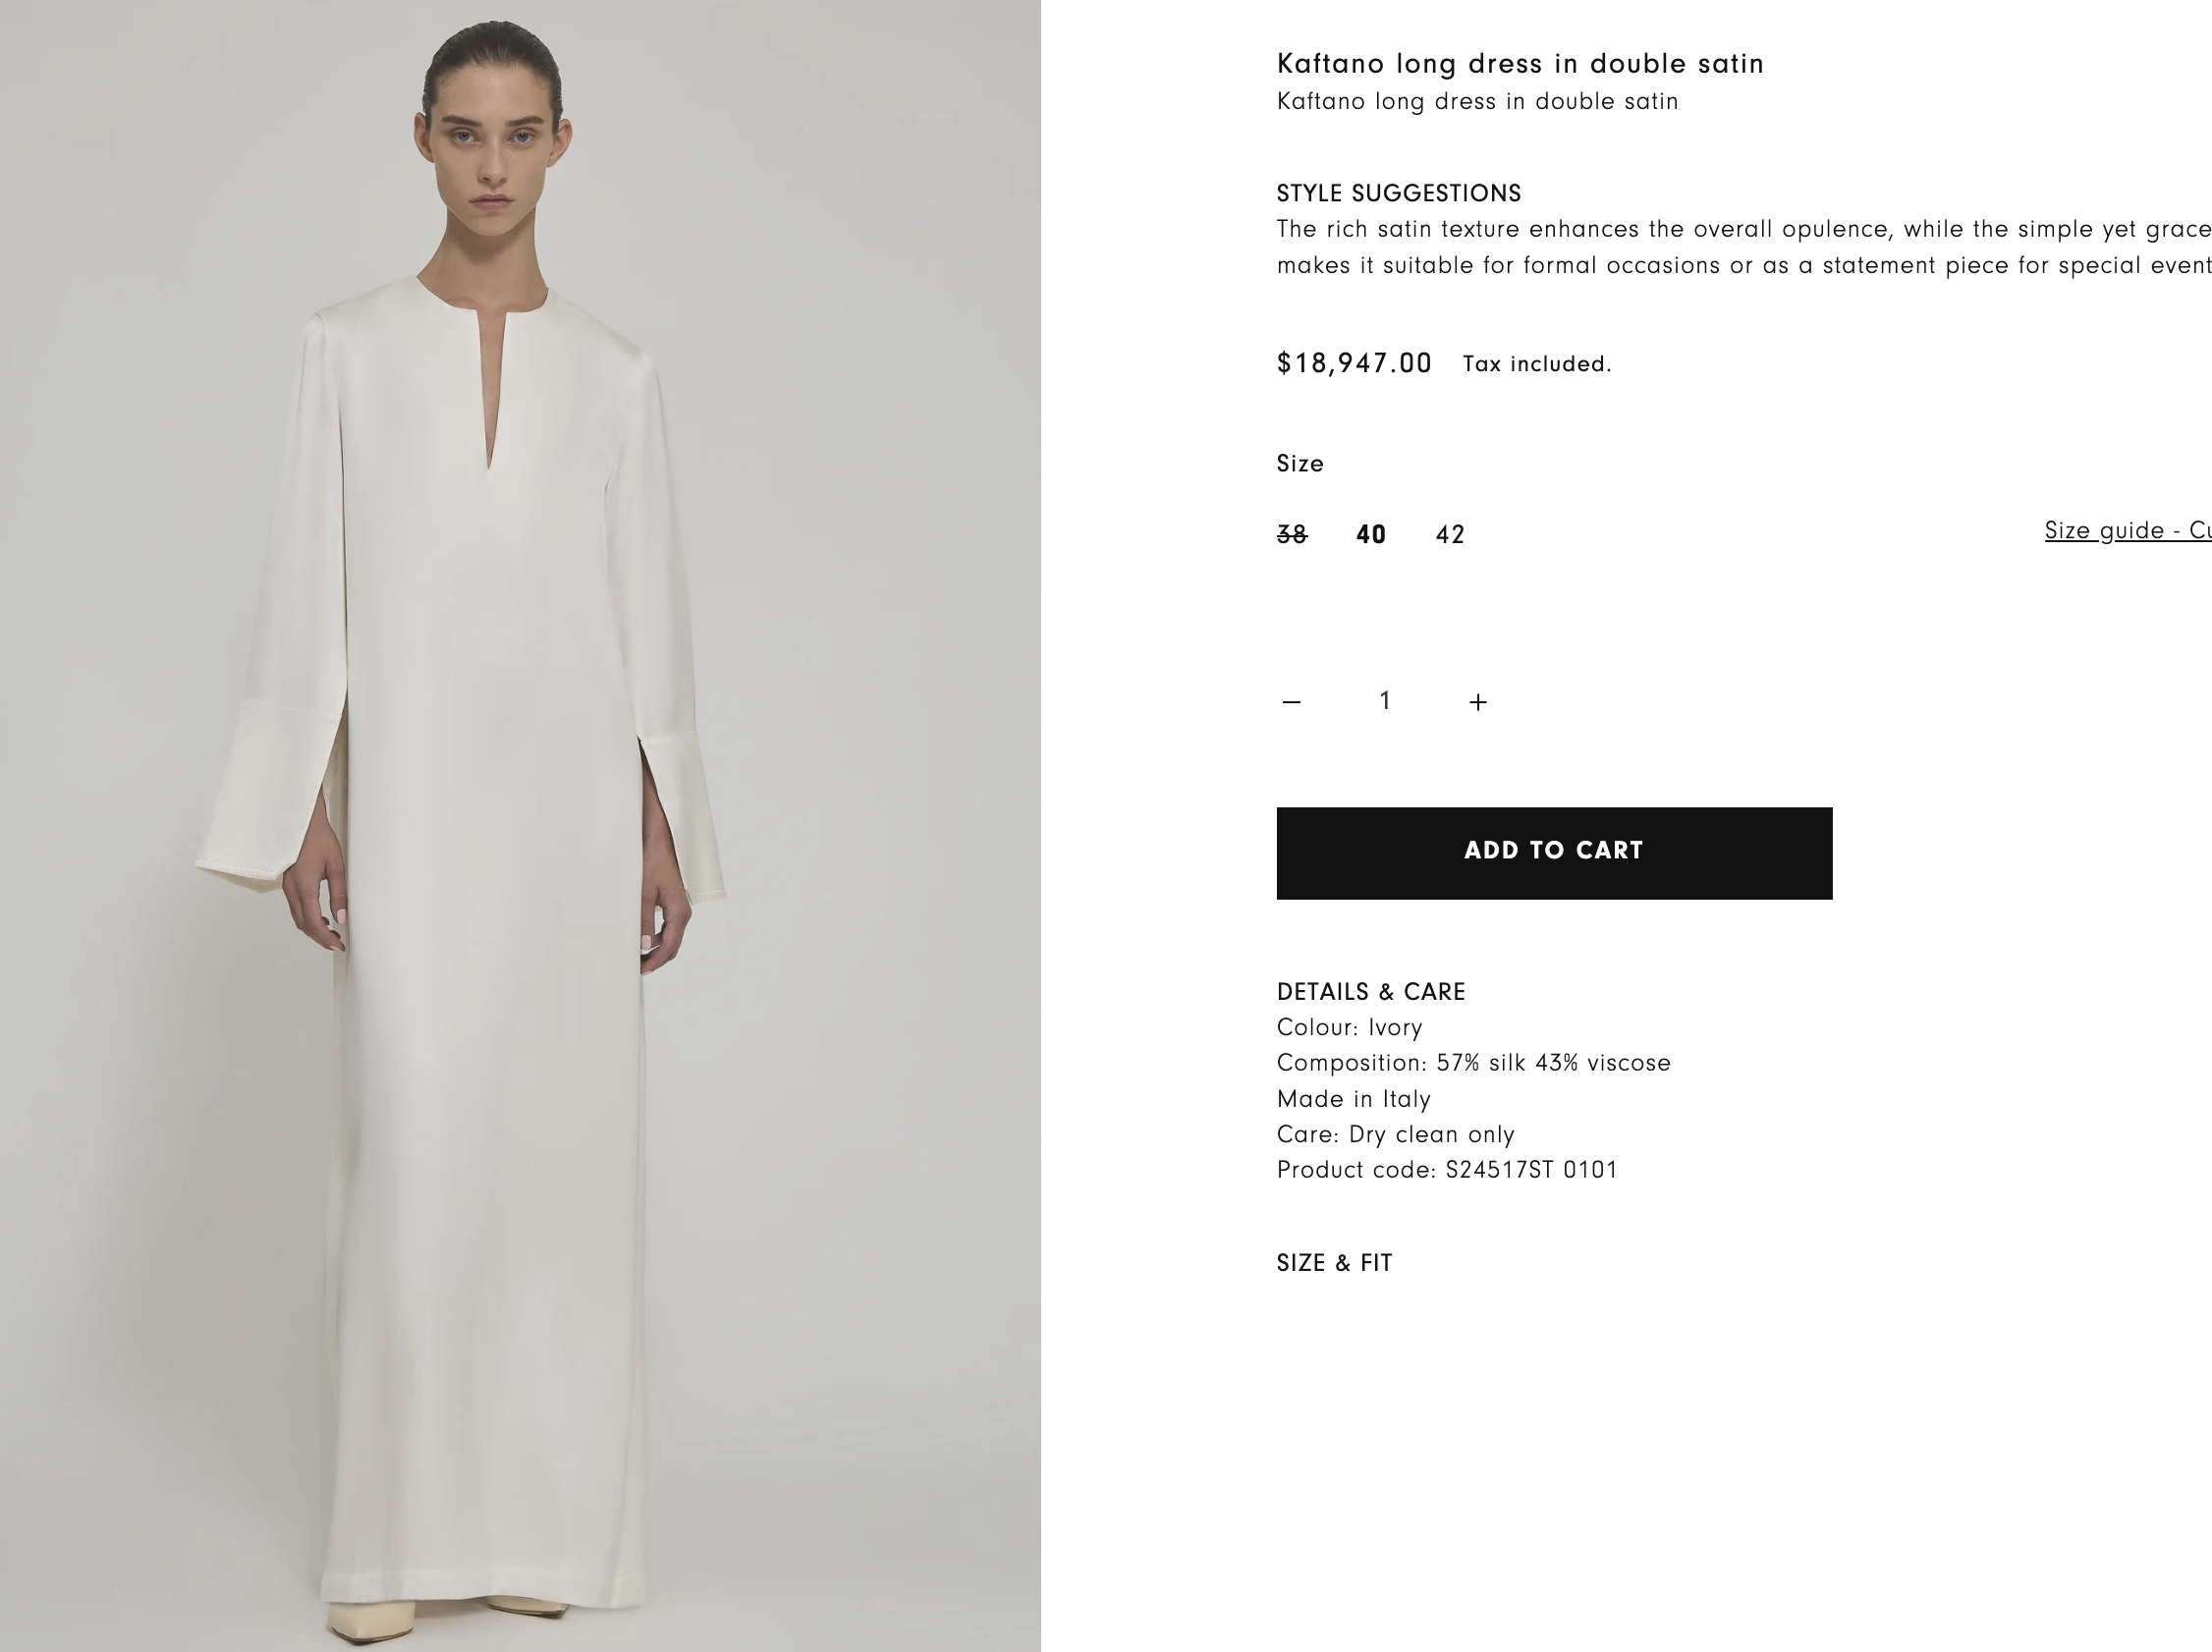 Kaftano long dress in double satin
Kaftano long dress in double satin
STYLE SUGGESTIONS
The rich satin texture enhances the overall opulence, while the simple yet grace
makes it suitable for formal occasions or as a statement piece for special event
$18,947.00 Tax included.
Size
38 40 42
Size guide - Cu
− 1 +
ADD TO CART
DETAILS & CARE
Colour: Ivory
Composition: 57% silk 43% viscose
Made in Italy
Care: Dry clean only
Product code: S24517ST 0101
SIZE & FIT